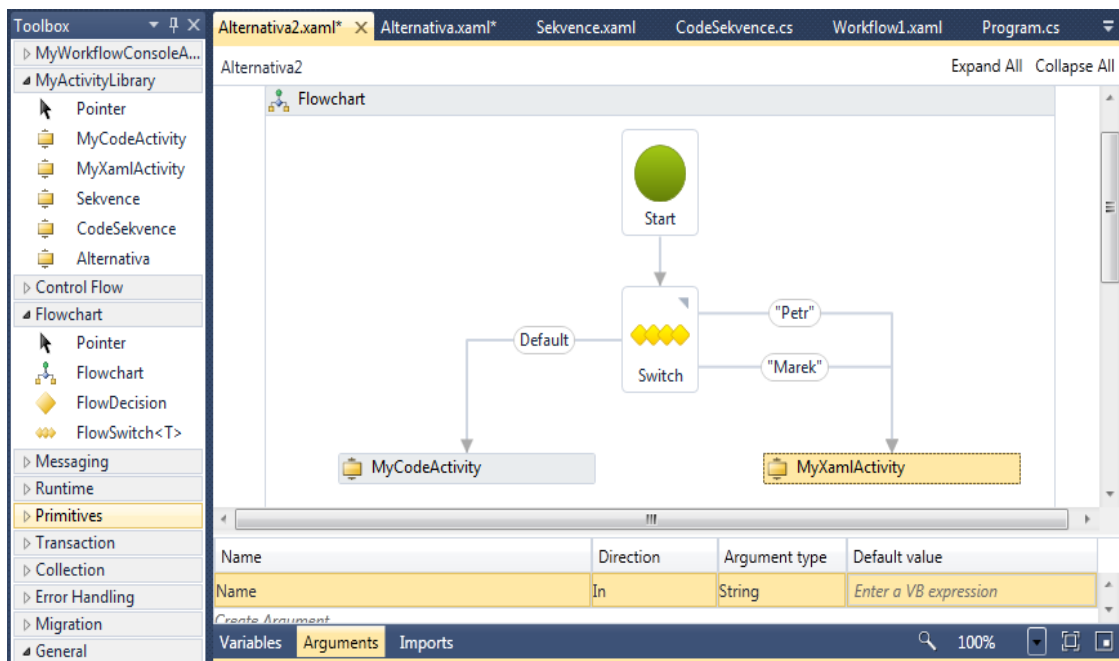 Toolbox
MyWorkflowConsoleA...
MyActivityLibrary
Pointer
MyCodeActivity
MyXamlActivity
Sekvence
CodeSekvence
Alternativa
Control Flow
Flowchart
Pointer
Flowchart
FlowDecision
FlowSwitch<T>
Messaging
Runtime
Primitives
Transaction
Collection
Error Handling
Migration
General
Alternativa2.xaml* Alternativa.xaml* Sekvence.xaml CodeSekvence.cs Workflow1.xaml Program.cs
Alternativa2 Expand All Collapse All
Flowchart
Start
"Petr"
Default
"Marek"
Switch
MyCodeActivity MyXamlActivity
Name Direction Argument type Default value
Name In String Enter a VB expression
Create Argument
Variables Arguments Imports 100%